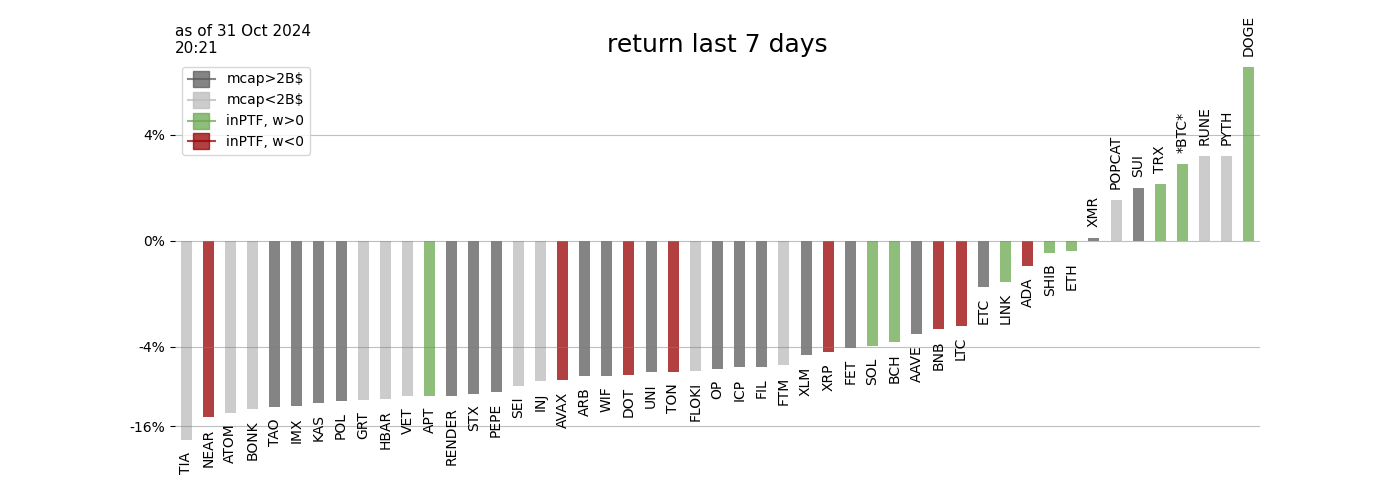 as of 31 Oct 2024
20:21
return last 7 days
mcap>2B$
mcap<2B$
inPTF, w>0
inPTF, w<0
4%
0%
-4%
-16%
TIA
NEAR
ATOM
BONK
TAO
IMX
KAS
POL
GRT
HBAR
VET
APT
RENDER
STX
PEPE
SEI
INJ
AVAX
ARB
WIF
DOT
UNI
TON
FLOKI
OP
ICP
FIL
FTM
XLM
XRP
FET
SOL
BCH
AAVE
BNB
LTC
ETC
LINK
ADA
SHIB
ETH
XMR
POPCAT
SUI
TRX
*BTC*
RUNE
PYTH
DOGE